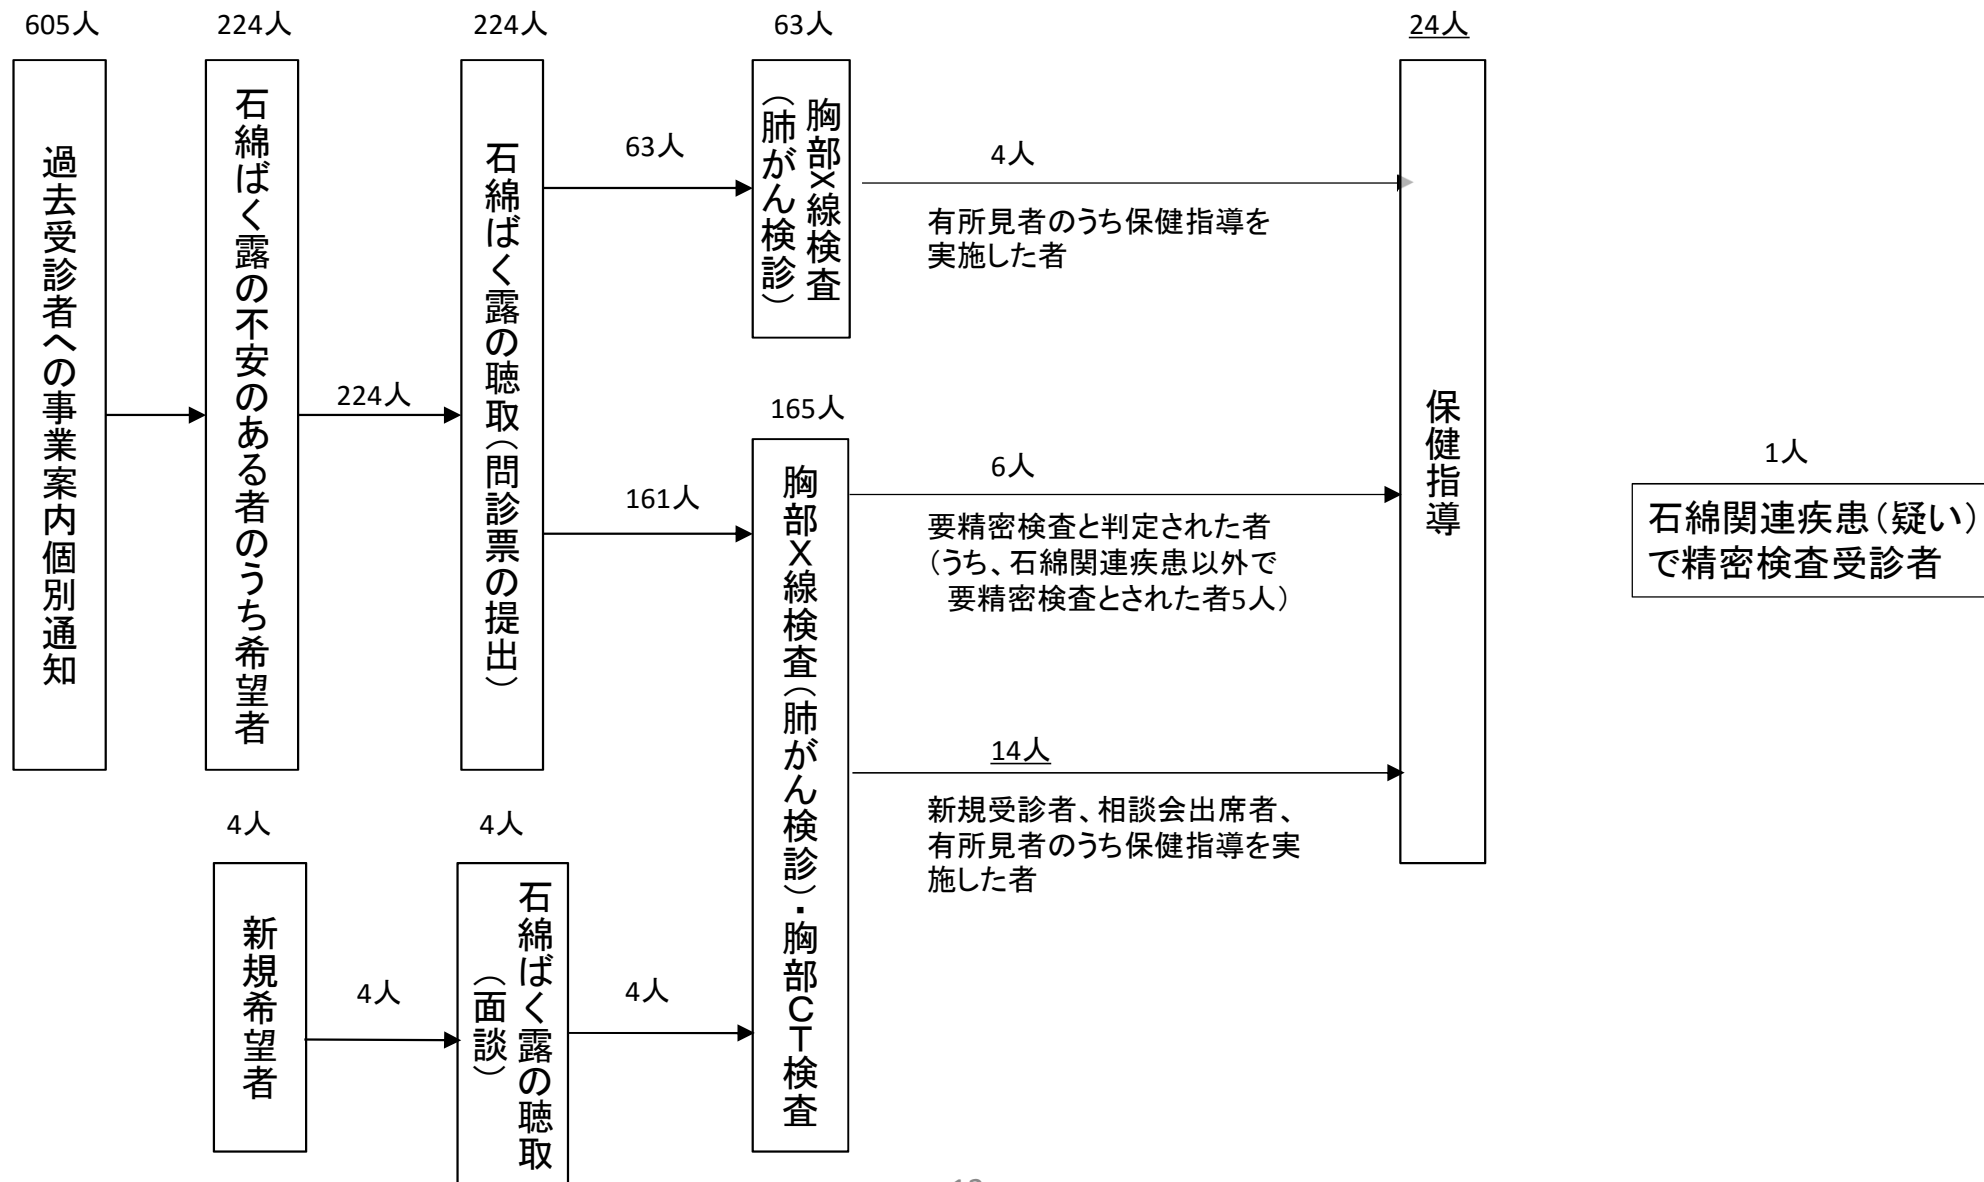 605人
過去受診者への事業案内個別通知
224人
石綿ばく露の不安のある者のうち希望者
224人
224人
石綿ばく露の聴取(問診票の提出)
63人
63人
胸部X線検査
(肺がん検診)
4人
有所見者のうち保健指導を
実施した者
161人
165人
胸部X線検査(肺がん検診)・胸部CT検査
6人
要精密検査と判定された者
(うち、石綿関連疾患以外で
要精密検査とされた者5人)
14人
新規受診者、相談会出席者、
有所見者のうち保健指導を実
施した者
24人
保健指導
1人
石綿関連疾患(疑い)
で精密検査受診者
4人
新規希望者
4人
4人
石綿ばく露の聴取
(面談)
4人